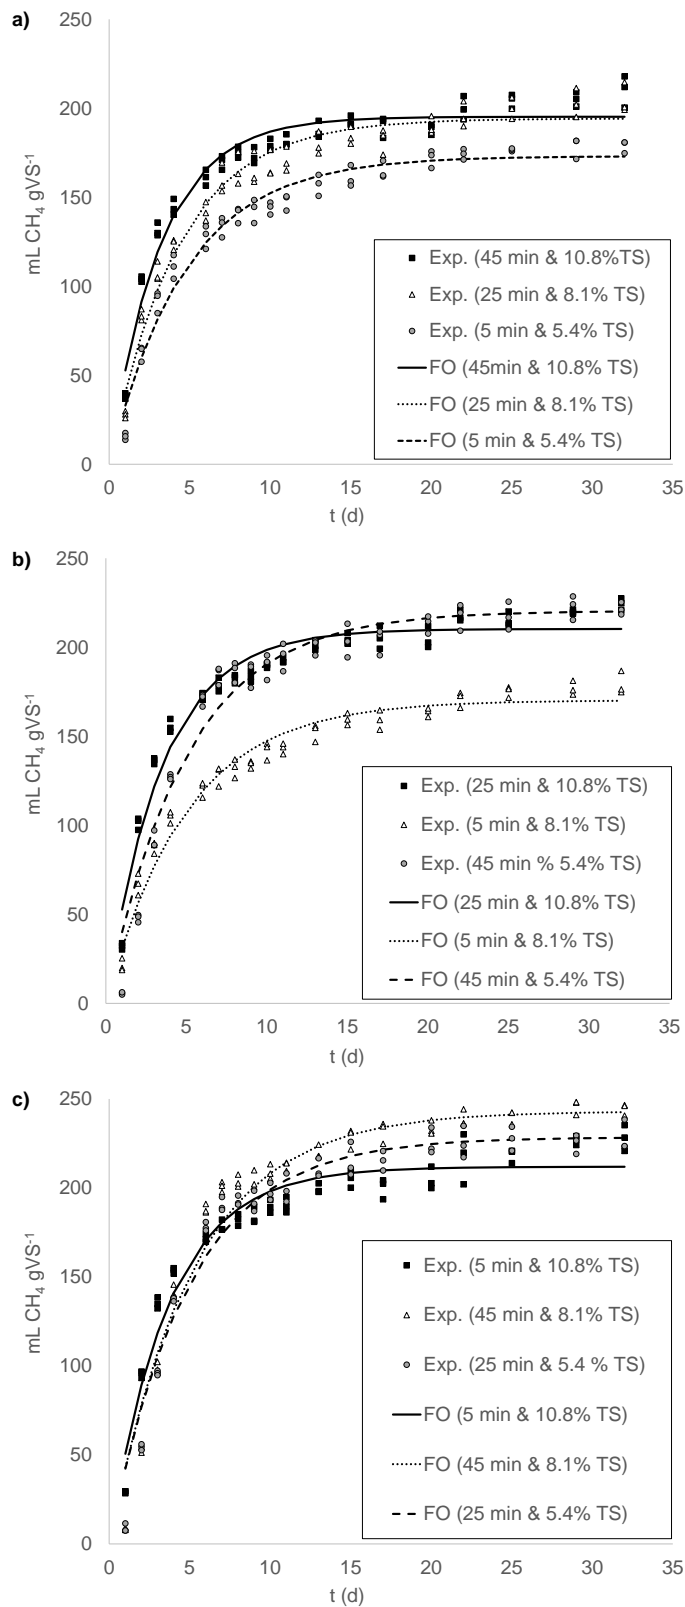 a)
250
200
150
100
50
0
mL CH₄ gVS⁻¹
Exp. (45 min & 10.8%TS)
Exp. (25 min & 8.1% TS)
Exp. (5 min & 5.4% TS)
FO (45min & 10.8% TS)
FO (25 min & 8.1% TS)
FO (5 min & 5.4% TS)
0 5 10 15 20 25 30 35
t (d)
b)
250
200
150
100
50
0
mL CH₄ gVS⁻¹
Exp. (25 min & 10.8% TS)
Exp. (5 min & 8.1% TS)
Exp. (45 min % 5.4% TS)
FO (25 min & 10.8% TS)
FO (5 min & 8.1% TS)
FO (45 min & 5.4% TS)
0 5 10 15 20 25 30 35
t (d)
c)
250
200
150
100
50
0
mL CH₄ gVS⁻¹
Exp. (5 min & 10.8% TS)
Exp. (45 min & 8.1% TS)
Exp. (25 min & 5.4 % TS)
FO (5 min & 10.8% TS)
FO (45 min & 8.1% TS)
FO (25 min & 5.4% TS)
0 5 10 15 20 25 30 35
t (d)